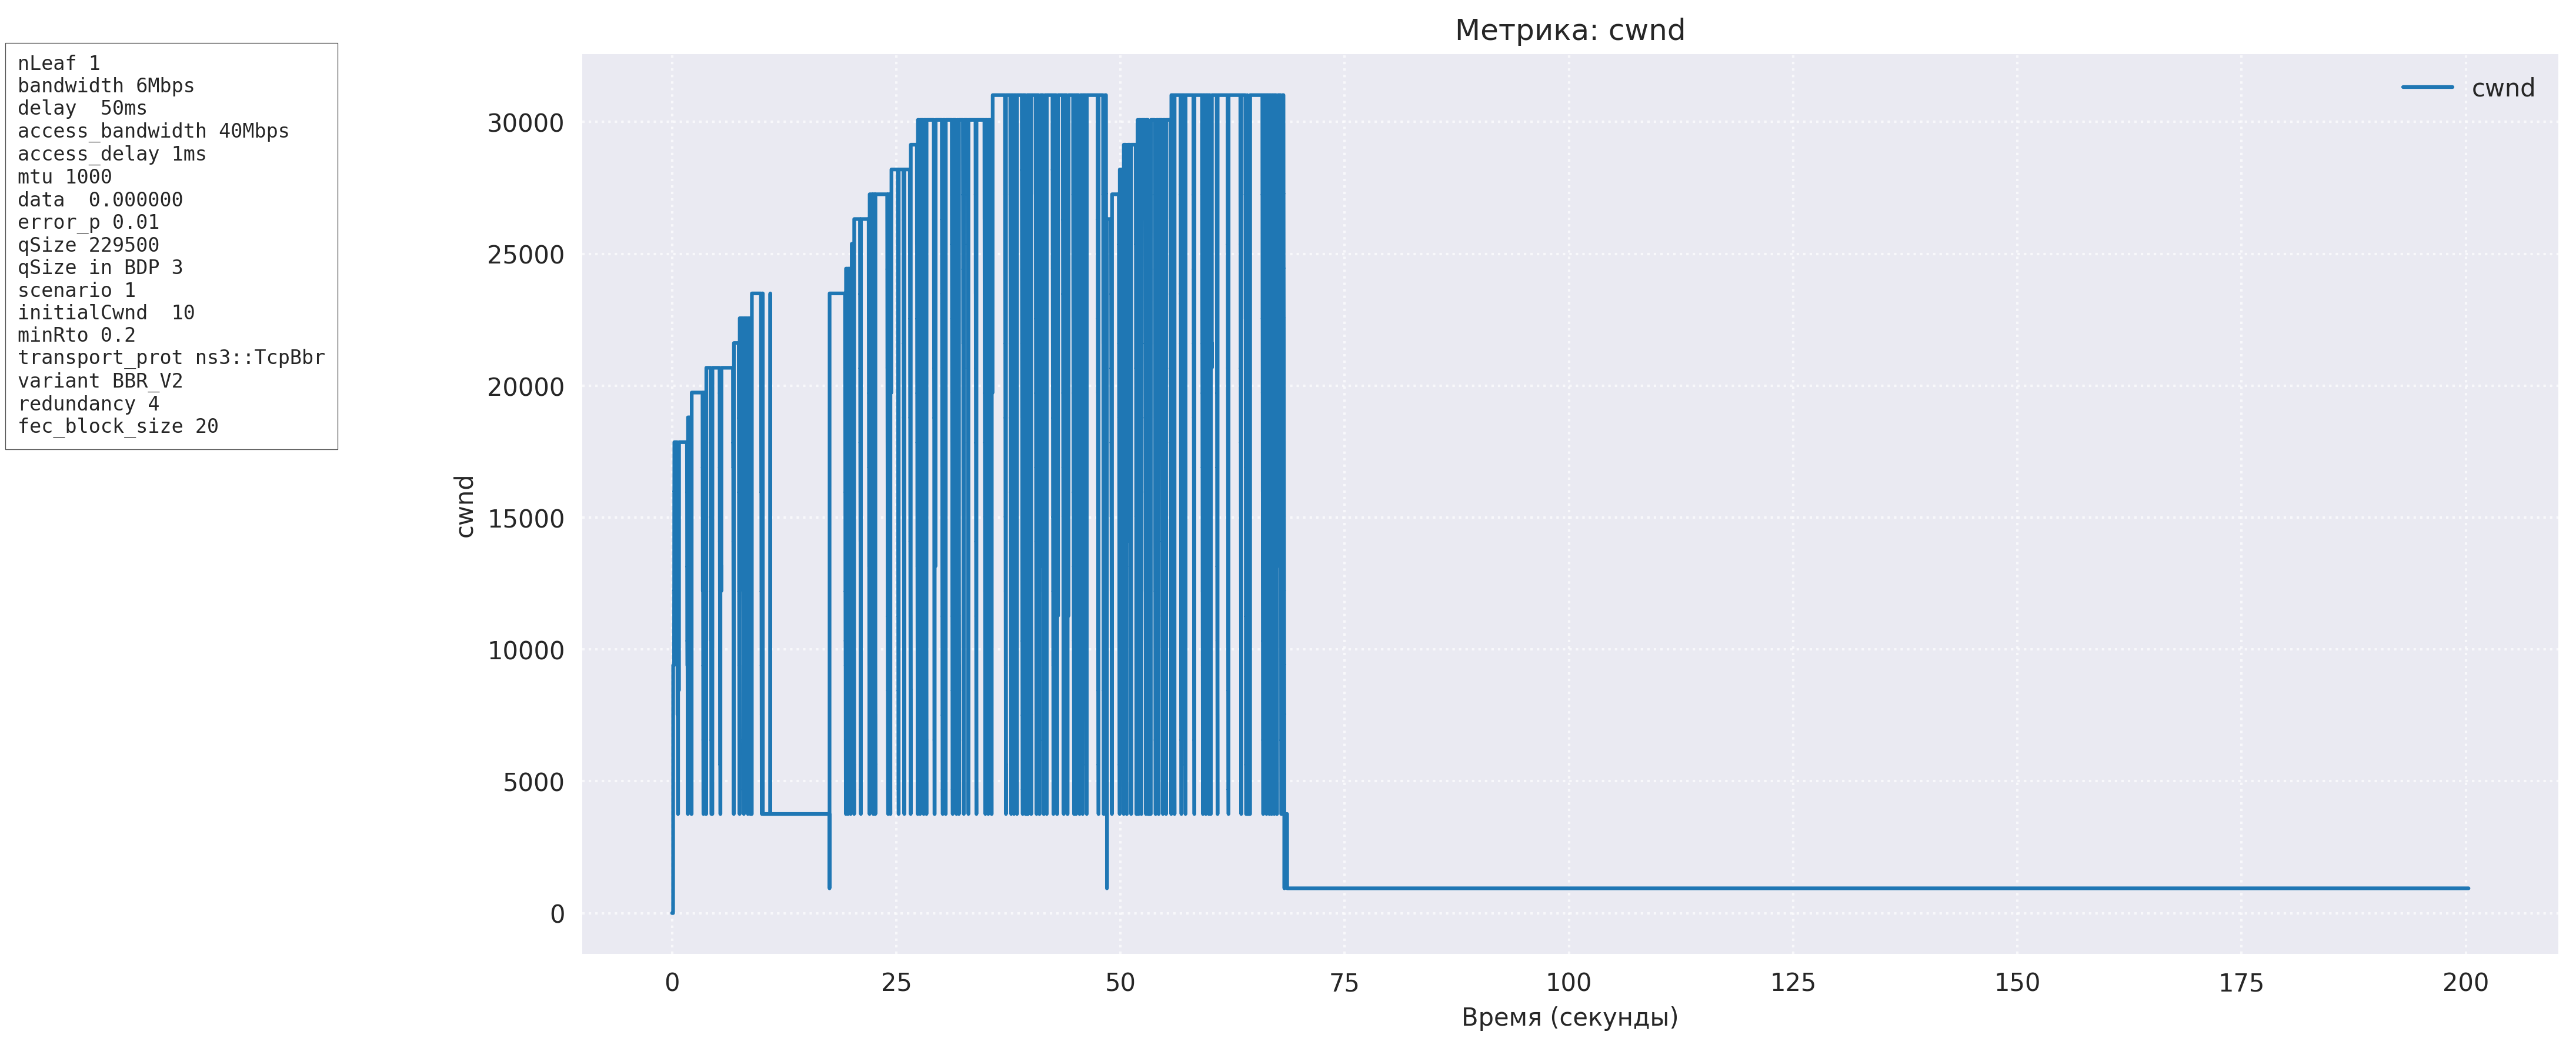 Метрика: cwnd
nLeaf 1
bandwidth 6Mbps
delay  50ms
access_bandwidth 40Mbps
access_delay 1ms
mtu 1000
data  0.000000
error_p 0.01
qSize 229500
qSize in BDP 3
scenario 1
initialCwnd  10
minRto 0.2
transport_prot ns3::TcpBbr
variant BBR_V2
redundancy 4
fec_block_size 20
cwnd
cwnd
30000
25000
20000
15000
10000
5000
0
0 25 50 75 100 125 150 175 200
Время (секунды)